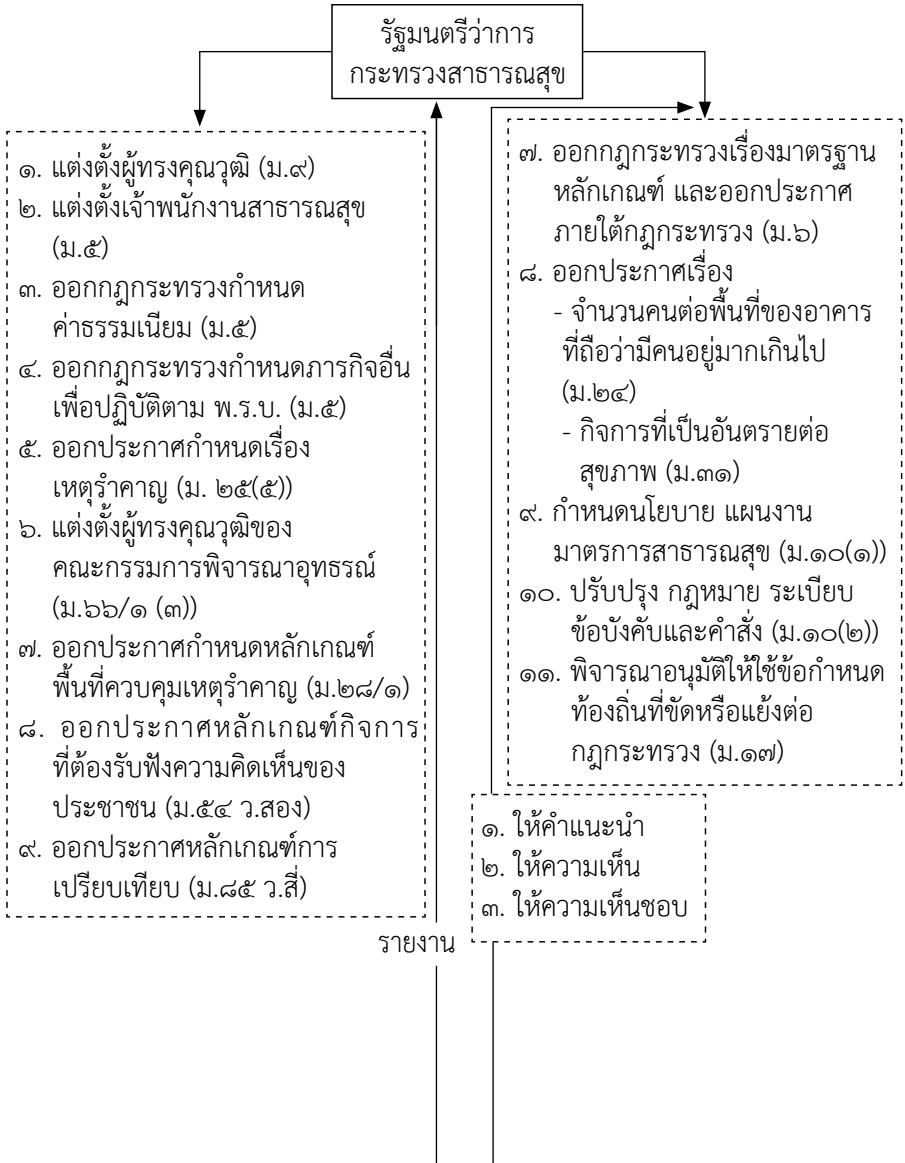 รัฐมนตรีว่าการ
กระทรวงสาธารณสุข
๑. แต่งตั้งผู้ทรงคุณวุฒิ (ม.๙)
๒. แต่งตั้งเจ้าพนักงานสาธารณสุข
(ม.๕)
๓. ออกกฎกระทรวงกำหนด
ค่าธรรมเนียม (ม.๕)
๔. ออกกฎกระทรวงกำหนดภารกิจอื่น
เพื่อปฏิบัติตาม พ.ร.บ. (ม.๕)
๕. ออกประกาศกำหนดเรื่อง
เหตุรำคาญ (ม. ๒๕(๕))
๖. แต่งตั้งผู้ทรงคุณวุฒิของ
คณะกรรมการพิจารณาอุทธรณ์
(ม.๖๖/๑ (๓))
๗. ออกประกาศกำหนดหลักเกณฑ์
พื้นที่ควบคุมเหตุรำคาญ (ม.๒๘/๑)
๘. ออกประกาศหลักเกณฑ์กิจการ
ที่ต้องรับฟังความคิดเห็นของ
ประชาชน (ม.๕๔ ว.สอง)
๙. ออกประกาศหลักเกณฑ์การ
เปรียบเทียบ (ม.๘๕ ว.สี่)
๗. ออกกฎกระทรวงเรื่องมาตรฐาน
หลักเกณฑ์ และออกประกาศ
ภายใต้กฎกระทรวง (ม.๖)
๘. ออกประกาศเรื่อง
- จำนวนคนต่อพื้นที่ของอาคาร
ที่ถือว่ามีคนอยู่มากเกินไป
(ม.๒๔)
- กิจการที่เป็นอันตรายต่อ
สุขภาพ (ม.๓๑)
๙. กำหนดนโยบาย แผนงาน
มาตรการสาธารณสุข (ม.๑๐(๑))
๑๐. ปรับปรุง กฎหมาย ระเบียบ
ข้อบังคับและคำสั่ง (ม.๑๐(๒))
๑๑. พิจารณาอนุมัติให้ใช้ข้อกำหนด
ท้องถิ่นที่ขัดหรือแย้งต่อ
กฎกระทรวง (ม.๑๗)
๑. ให้คำแนะนำ
๒. ให้ความเห็น
๓. ให้ความเห็นชอบ
รายงาน